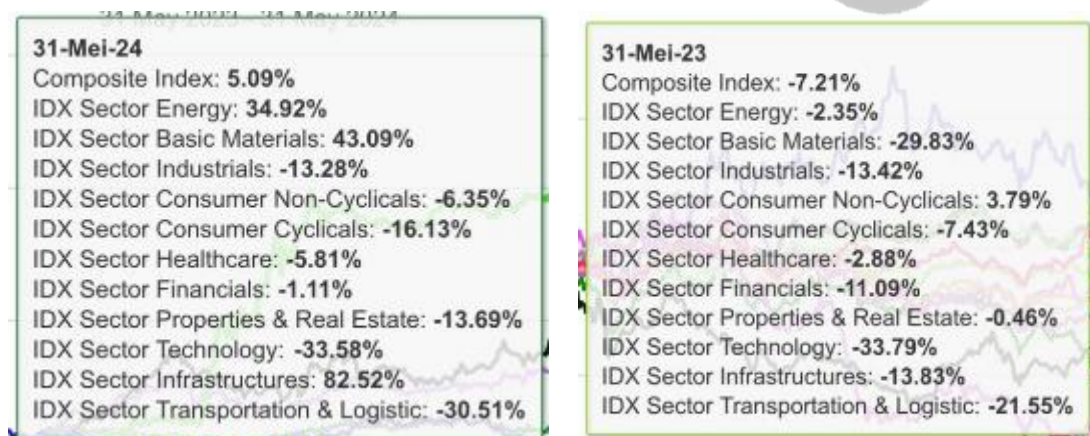 31 May 2023 - 31 May 2024
31-Mei-24
Composite Index: 5.09%
IDX Sector Energy: 34.92%
IDX Sector Basic Materials: 43.09%
IDX Sector Industrials: -13.28%
IDX Sector Consumer Non-Cyclicals: -6.35%
IDX Sector Consumer Cyclicals: -16.13%
IDX Sector Healthcare: -5.81%
IDX Sector Financials: -1.11%
IDX Sector Properties & Real Estate: -13.69%
IDX Sector Technology: -33.58%
IDX Sector Infrastructures: 82.52%
IDX Sector Transportation & Logistic: -30.51%
31-Mei-23
Composite Index: -7.21%
IDX Sector Energy: -2.35%
IDX Sector Basic Materials: -29.83%
IDX Sector Industrials: -13.42%
IDX Sector Consumer Non-Cyclicals: 3.79%
IDX Sector Consumer Cyclicals: -7.43%
IDX Sector Healthcare: -2.88%
IDX Sector Financials: -11.09%
IDX Sector Properties & Real Estate: -0.46%
IDX Sector Technology: -33.79%
IDX Sector Infrastructures: -13.83%
IDX Sector Transportation & Logistic: -21.55%